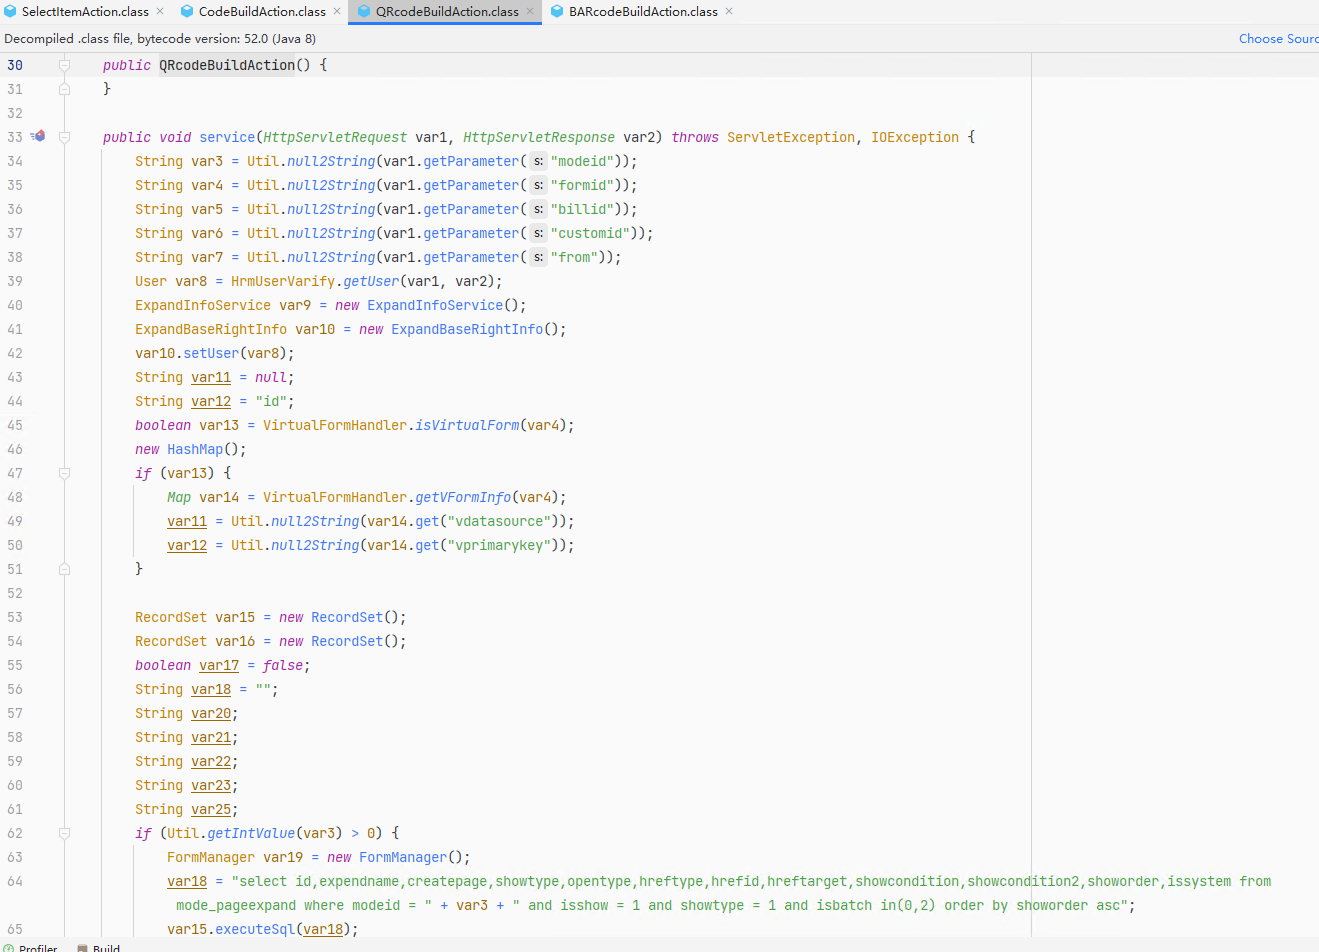 SelectItemAction.class × CodeBuildAction.class × QRcodeBuildAction.class × BARcodeBuildAction.class ×
Decompiled .class file, bytecode version: 52.0 (Java 8) Choose Sourc
30 public QRcodeBuildAction() {
31 }
32
33 public void service(HttpServletRequest var1, HttpServletResponse var2) throws ServletException, IOException {
34 String var3 = Util.null2String(var1.getParameter( s: "modeid"));
35 String var4 = Util.null2String(var1.getParameter( s: "formid"));
36 String var5 = Util.null2String(var1.getParameter( s: "billid"));
37 String var6 = Util.null2String(var1.getParameter( s: "customid"));
38 String var7 = Util.null2String(var1.getParameter( s: "from"));
39 User var8 = HrmUserVarify.getUser(var1, var2);
40 ExpandInfoService var9 = new ExpandInfoService();
41 ExpandBaseRightInfo var10 = new ExpandBaseRightInfo();
42 var10.setUser(var8);
43 String var11 = null;
44 String var12 = "id";
45 boolean var13 = VirtualFormHandler.isVirtualForm(var4);
46 new HashMap();
47 if (var13) {
48 Map var14 = VirtualFormHandler.getVFormInfo(var4);
49 var11 = Util.null2String(var14.get("vdatasource"));
50 var12 = Util.null2String(var14.get("vprimarykey"));
51 }
52
53 RecordSet var15 = new RecordSet();
54 RecordSet var16 = new RecordSet();
55 boolean var17 = false;
56 String var18 = "";
57 String var20;
58 String var21;
59 String var22;
60 String var23;
61 String var25;
62 if (Util.getIntValue(var3) > 0) {
63 FormManager var19 = new FormManager();
64 var18 = "select id,expendname,createpage,showtype,opentype,hreftype,hrefid,hreftarget,showcondition,showcondition2,showorder,issystem from
mode_pageexpand where modeid = " + var3 + " and isshow = 1 and showtype = 1 and isbatch in(0,2) order by showorder asc";
65 var15.executeSql(var18);
Profiler Build